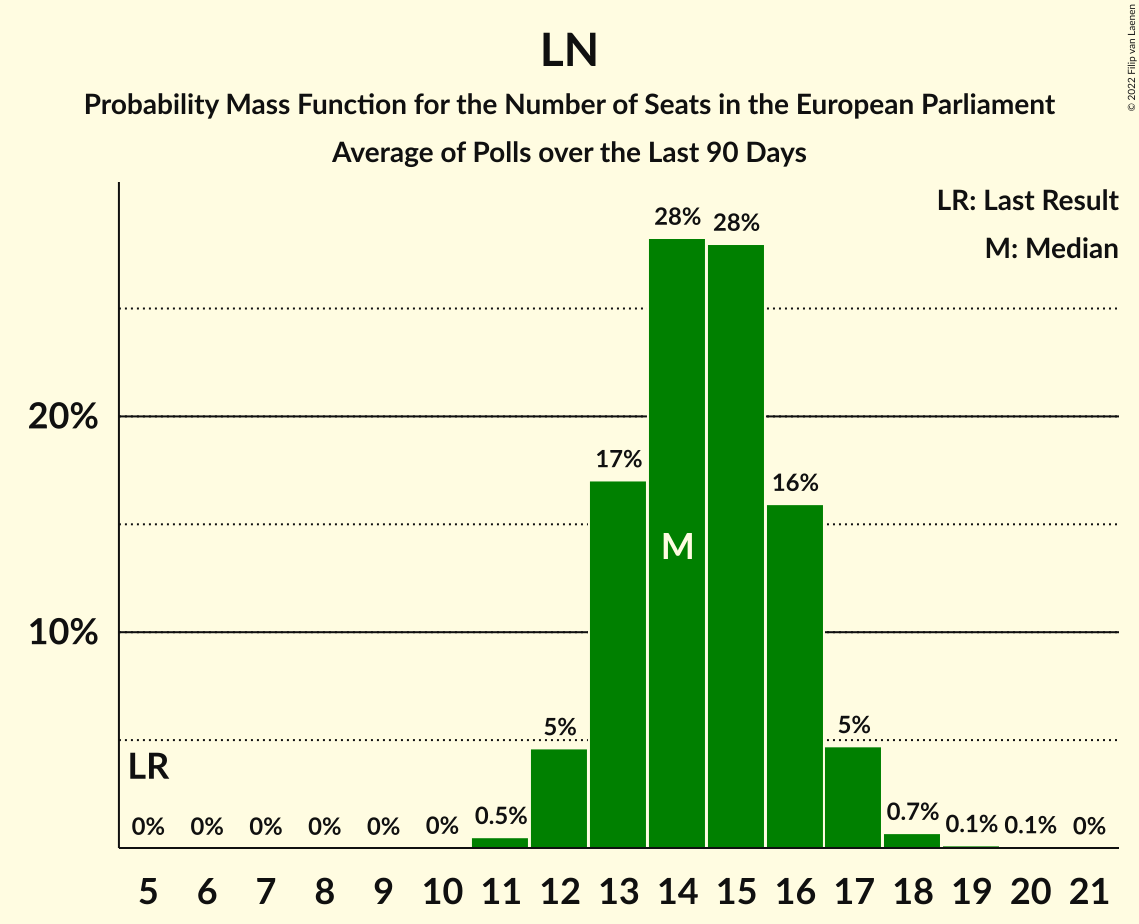 LN
Probability Mass Function for the Number of Seats in the European Parliament
Average of Polls over the Last 90 Days
© 2022 Filip van Laenen
LR: Last Result
M: Median
20%
10%
LR
M
0% 0% 0% 0% 0% 0% 0.5% 5% 17% 28% 28% 16% 5% 0.7% 0.1% 0.1% 0%
5 6 7 8 9 10 11 12 13 14 15 16 17 18 19 20 21